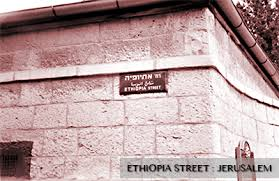 רח' אתיופיה
ETHIOPIA STREET
ETHIOPIA STREET : JERUSALEM